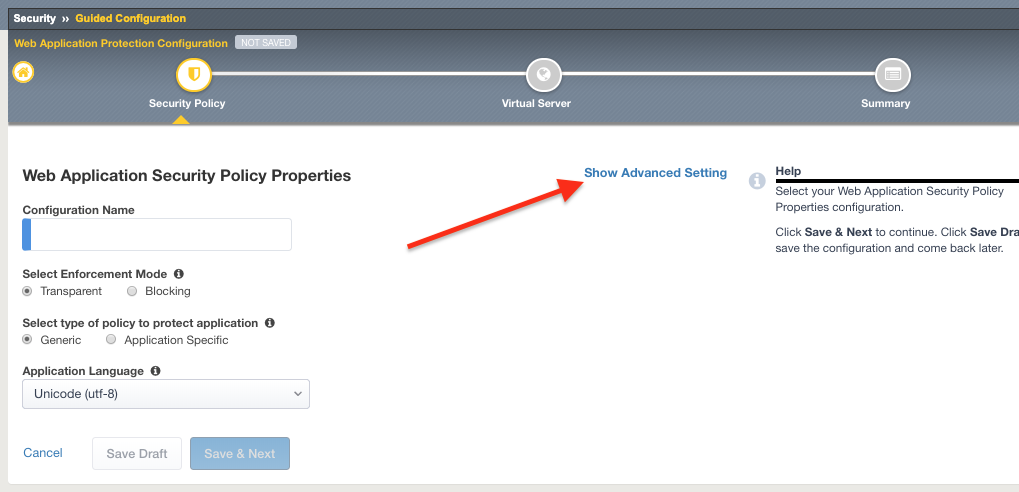 Security » Guided Configuration
Web Application Protection Configuration NOT SAVED
Security Policy
Virtual Server
Summary
Web Application Security Policy Properties
Show Advanced Setting
Help
Select your Web Application Security Policy
Properties configuration.
Click Save & Next to continue. Click Save Dra
save the configuration and come back later.
Configuration Name
Select Enforcement Mode
Transparent Blocking
Select type of policy to protect application
Generic Application Specific
Application Language
Unicode (utf-8)
Cancel Save Draft Save & Next